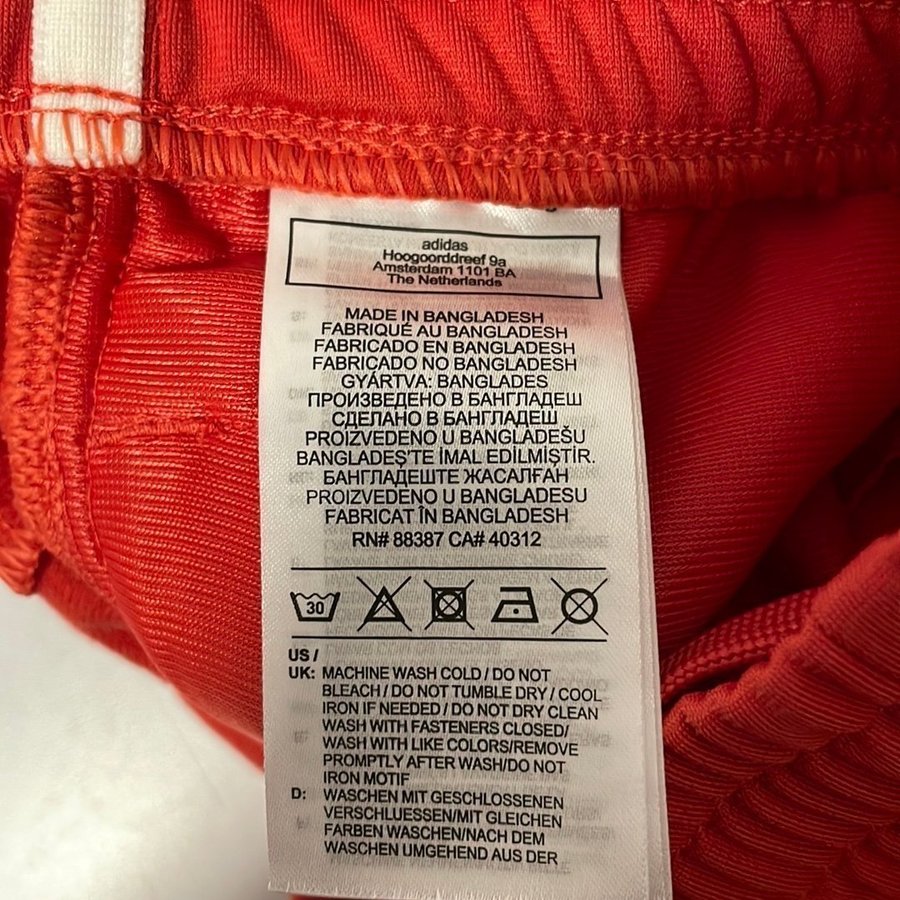 adidas
Hoogoorddreef 9a
Amsterdam 1101 BA
The Netherlands
MADE IN BANGLADESH
FABRIQUÉ AU BANGLADESH
FABRICADO EN BANGLADESH
FABRICADO NO BANGLADESH
GYÁRTVA: BANGLADES
ПРОИЗВЕДЕНО В БАНГЛАДЕШ
СДЕЛАНО В БАНГЛАДЕШ
PROIZVEDENO U BANGLADEŠU
BANGLADEŞ'TE İMAL EDİLMİŞTİR.
БАНГЛАДЕШТЕ ЖАСАЛҒАН
PROIZVEDENO U BANGLADESU
FABRICAT ÎN BANGLADESH
RN# 88387 CA# 40312
30
US /
UK: MACHINE WASH COLD / DO NOT
BLEACH / DO NOT TUMBLE DRY / COOL
IRON IF NEEDED / DO NOT DRY CLEAN
WASH WITH FASTENERS CLOSED/
WASH WITH LIKE COLORS/REMOVE
PROMPTLY AFTER WASH/DO NOT
IRON MOTIF
D: WASCHEN MIT GESCHLOSSENEN
VERSCHLUESSEN/MIT GLEICHEN
FARBEN WASCHEN/NACH DEM
WASCHEN UMGEHEND AUS DER